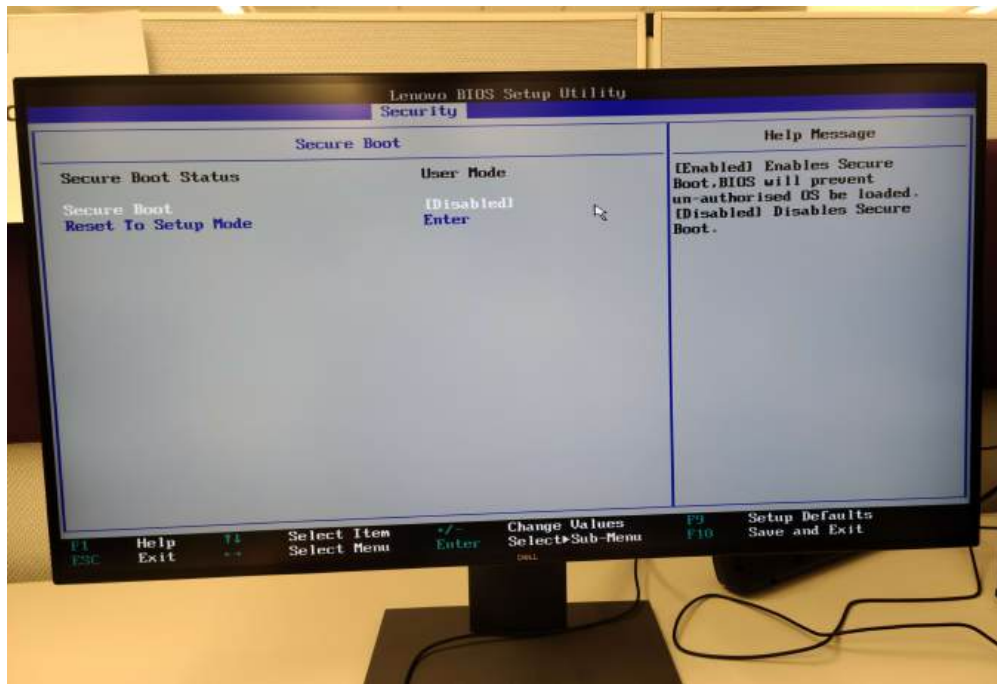 Lenovo BIOS Setup Utility
Security
Secure Boot
Secure Boot Status User Mode
Secure Boot [Disabled]
Reset To Setup Mode Enter
Help Message
[Enabled] Enables Secure
Boot,BIOS will prevent
un-authorised OS be loaded.
[Disabled] Disables Secure
Boot.
F1 Help ↑↓ Select Item +/- Change Values F9 Setup Defaults
ESC Exit ←→ Select Menu Enter Select▶Sub-Menu F10 Save and Exit
DELL